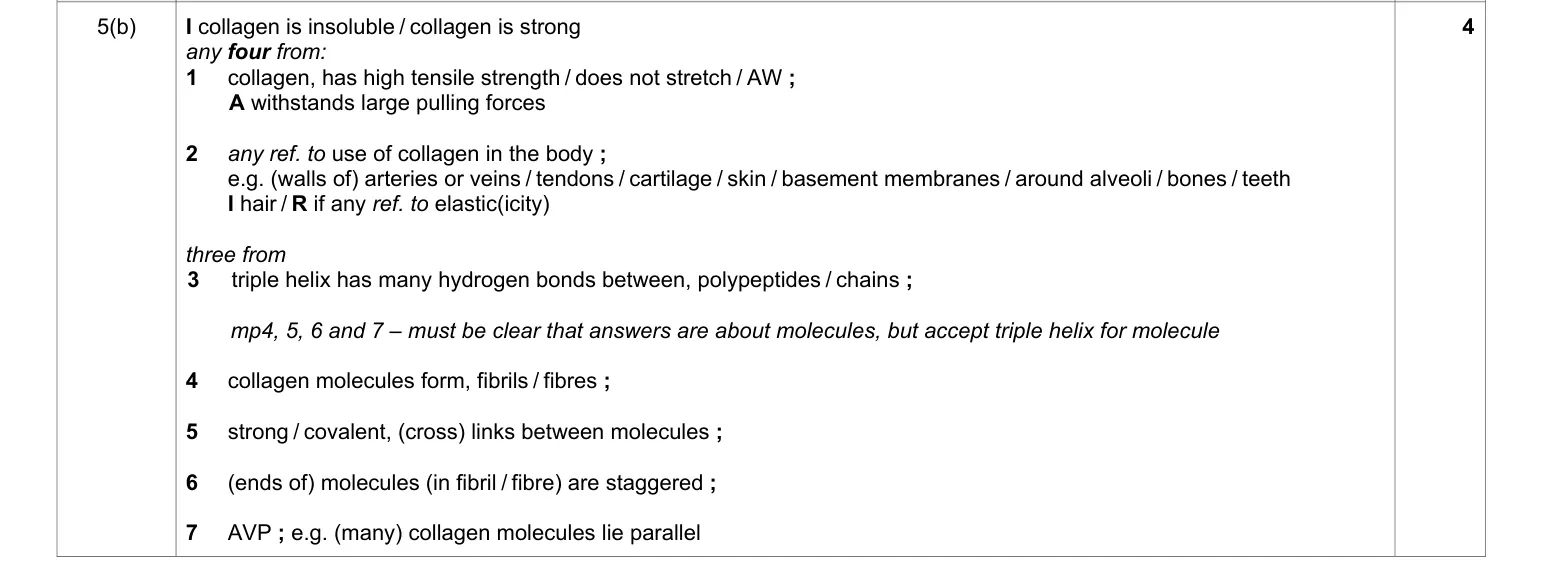 5(b)
I collagen is insoluble / collagen is strong
4
any four from:
1 collagen, has high tensile strength / does not stretch / AW ;
A withstands large pulling forces
2 any ref. to use of collagen in the body ;
e.g. (walls of) arteries or veins / tendons / cartilage / skin / basement membranes / around alveoli / bones / teeth
I hair / R if any ref. to elastic(icity)
three from
3 triple helix has many hydrogen bonds between, polypeptides / chains ;
mp4, 5, 6 and 7 – must be clear that answers are about molecules, but accept triple helix for molecule
4 collagen molecules form, fibrils / fibres ;
5 strong / covalent, (cross) links between molecules ;
6 (ends of) molecules (in fibril / fibre) are staggered ;
7 AVP ; e.g. (many) collagen molecules lie parallel